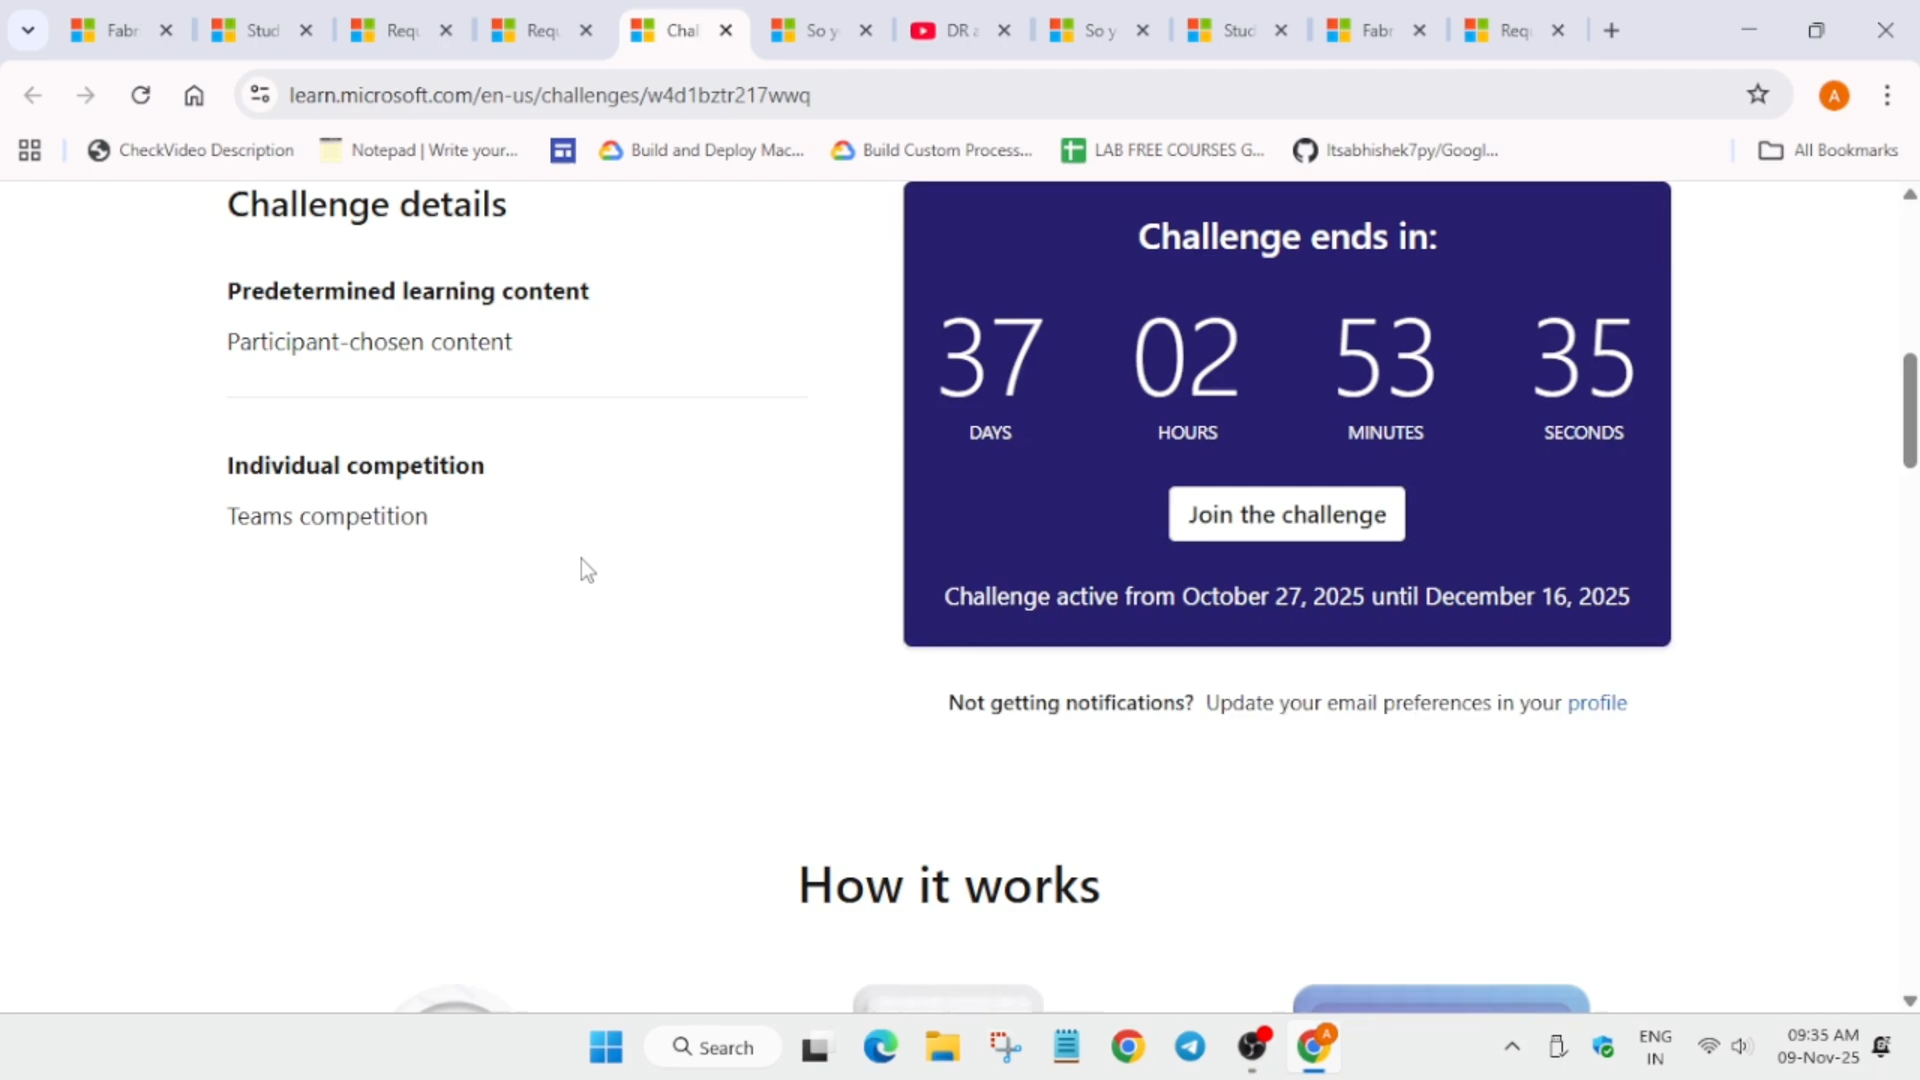 Fabr
Stud
Requ
Requ
Chal
So y
DR a
So y
Stud
Fabr
Requ
learn.microsoft.com/en-us/challenges/w4d1bztr217wwq
A
CheckVideo Description
Notepad | Write your...
Build and Deploy Mac...
Build Custom Process...
LAB FREE COURSES G...
Itsabhishek7py/Googl...
All Bookmarks
Challenge details
Predetermined learning content
Participant-chosen content
Individual competition
Teams competition
Challenge ends in:
37 02 53 35
DAYS HOURS MINUTES SECONDS
Join the challenge
Challenge active from October 27, 2025 until December 16, 2025
Not getting notifications? Update your email preferences in your profile
How it works
Search
A
ENG
IN
09:35 AM
09-Nov-25